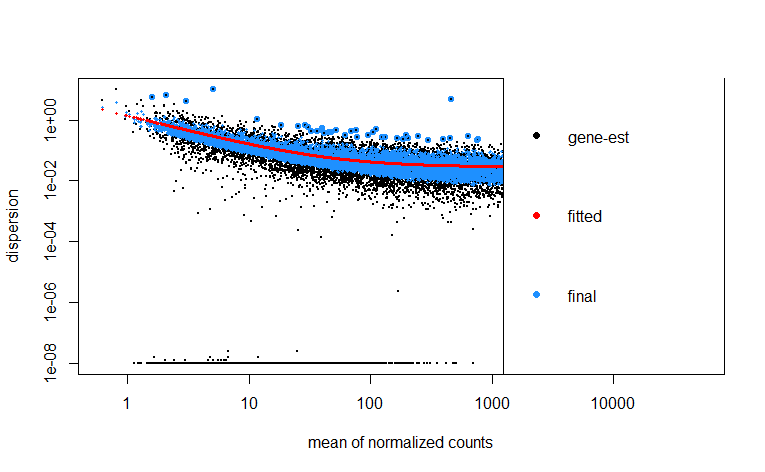 1e+00
1e-02
1e-04
1e-06
1e-08
dispersion
gene-est
fitted
final
1 10 100 1000 10000
mean of normalized counts